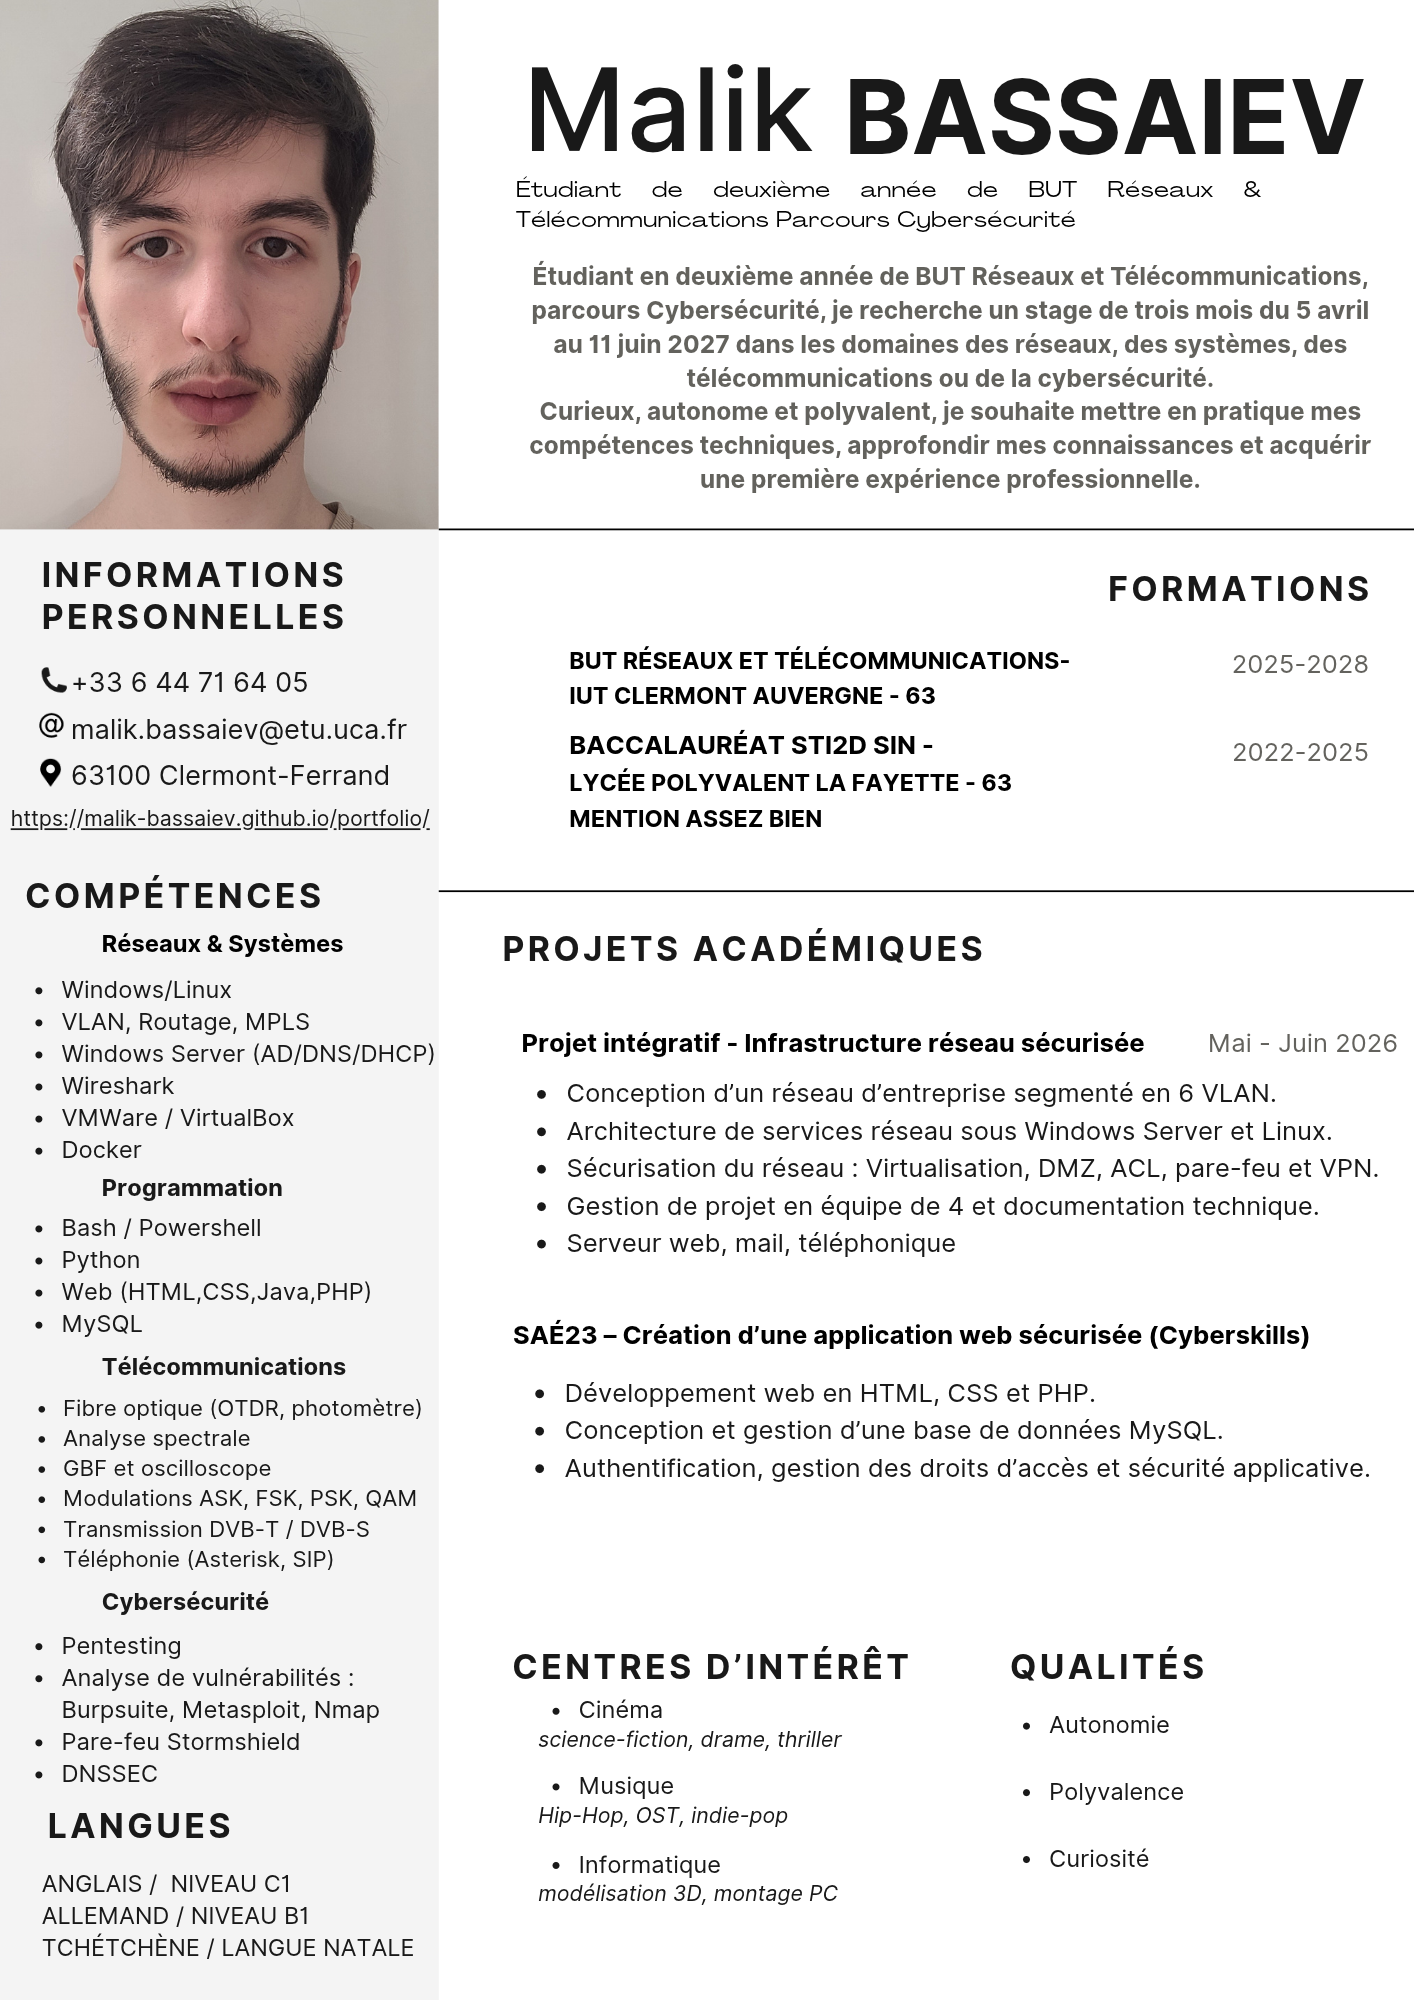 Malik BASSAIEV
Étudiant de deuxième année de BUT Réseaux &
Télécommunications Parcours Cybersécurité
Étudiant en deuxième année de BUT Réseaux et Télécommunications,
parcours Cybersécurité, je recherche un stage de trois mois du 5 avril
au 11 juin 2027 dans les domaines des réseaux, des systèmes, des
télécommunications ou de la cybersécurité.
Curieux, autonome et polyvalent, je souhaite mettre en pratique mes
compétences techniques, approfondir mes connaissances et acquérir
une première expérience professionnelle.
INFORMATIONS
PERSONNELLES
+33 6 44 71 64 05
@ malik.bassaiev@etu.uca.fr
63100 Clermont-Ferrand
https://malik-bassaiev.github.io/portfolio/
COMPÉTENCES
Réseaux & Systèmes
• Windows/Linux
• VLAN, Routage, MPLS
• Windows Server (AD/DNS/DHCP)
• Wireshark
• VMWare / VirtualBox
• Docker
Programmation
• Bash / Powershell
• Python
• Web (HTML,CSS,Java,PHP)
• MySQL
Télécommunications
• Fibre optique (OTDR, photomètre)
• Analyse spectrale
• GBF et oscilloscope
• Modulations ASK, FSK, PSK, QAM
• Transmission DVB-T / DVB-S
• Téléphonie (Asterisk, SIP)
Cybersécurité
• Pentesting
• Analyse de vulnérabilités :
Burpsuite, Metasploit, Nmap
• Pare-feu Stormshield
• DNSSEC
LANGUES
ANGLAIS / NIVEAU C1
ALLEMAND / NIVEAU B1
TCHÉTCHÈNE / LANGUE NATALE
FORMATIONS
BUT RÉSEAUX ET TÉLÉCOMMUNICATIONS- 2025-2028
IUT CLERMONT AUVERGNE - 63
BACCALAURÉAT STI2D SIN - 2022-2025
LYCÉE POLYVALENT LA FAYETTE - 63
MENTION ASSEZ BIEN
PROJETS ACADÉMIQUES
Projet intégratif - Infrastructure réseau sécurisée Mai - Juin 2026
• Conception d’un réseau d’entreprise segmenté en 6 VLAN.
• Architecture de services réseau sous Windows Server et Linux.
• Sécurisation du réseau : Virtualisation, DMZ, ACL, pare-feu et VPN.
• Gestion de projet en équipe de 4 et documentation technique.
• Serveur web, mail, téléphonique
SAÉ23 – Création d’une application web sécurisée (Cyberskills)
• Développement web en HTML, CSS et PHP.
• Conception et gestion d’une base de données MySQL.
• Authentification, gestion des droits d’accès et sécurité applicative.
CENTRES D’INTÉRÊT
• Cinéma
science-fiction, drame, thriller
• Musique
Hip-Hop, OST, indie-pop
• Informatique
modélisation 3D, montage PC
QUALITÉS
• Autonomie
• Polyvalence
• Curiosité